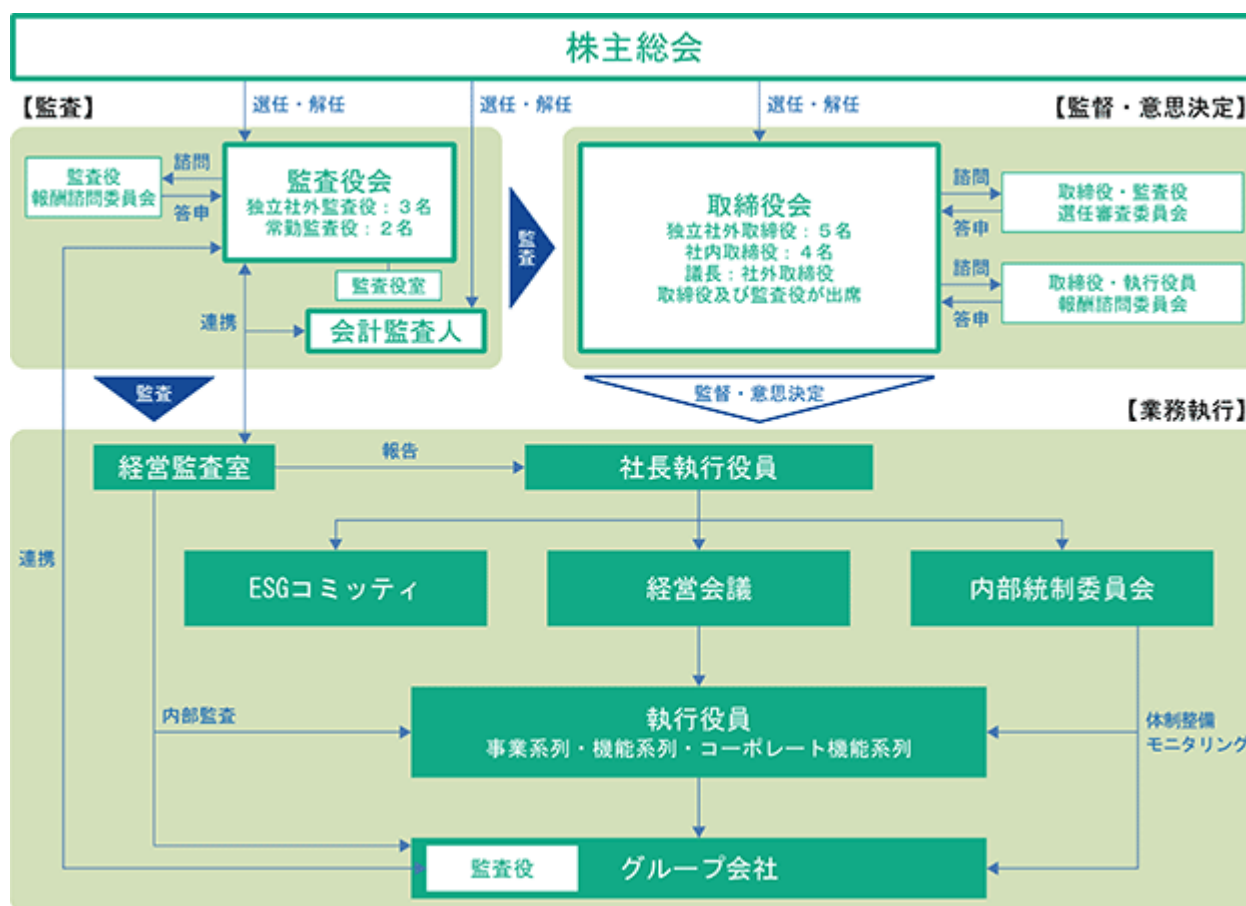 株主総会
【監査】
選任・解任
選任・解任
選任・解任
【監督・意思決定】
監査役
報酬諮問委員会
諮問
答申
監査役会
独立社外監査役：3名
常勤監査役：2名
監査役室
連携
会計監査人
監査
取締役会
独立社外取締役：5名
社内取締役：4名
議長：社外取締役
取締役及び監査役が出席
諮問
答申
取締役・監査役
選任審査委員会
諮問
答申
取締役・執行役員
報酬諮問委員会
監査
監督・意思決定
【業務執行】
経営監査室
報告
社長執行役員
連携
ESGコミッティ
経営会議
内部統制委員会
内部監査
執行役員
事業系列・機能系列・コーポレート機能系列
体制整備
モニタリング
監査役
グループ会社